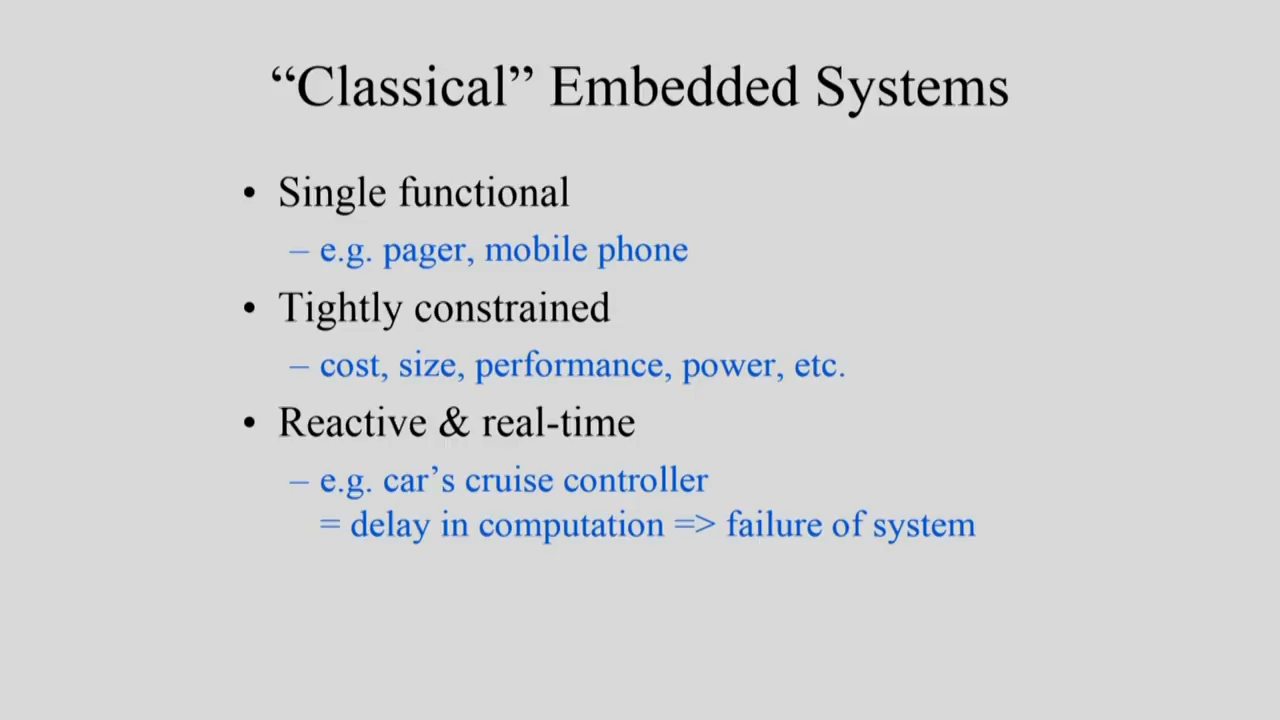 “Classical” Embedded Systems
• Single functional
– e.g. pager, mobile phone
• Tightly constrained
– cost, size, performance, power, etc.
• Reactive & real-time
– e.g. car’s cruise controller
= delay in computation => failure of system